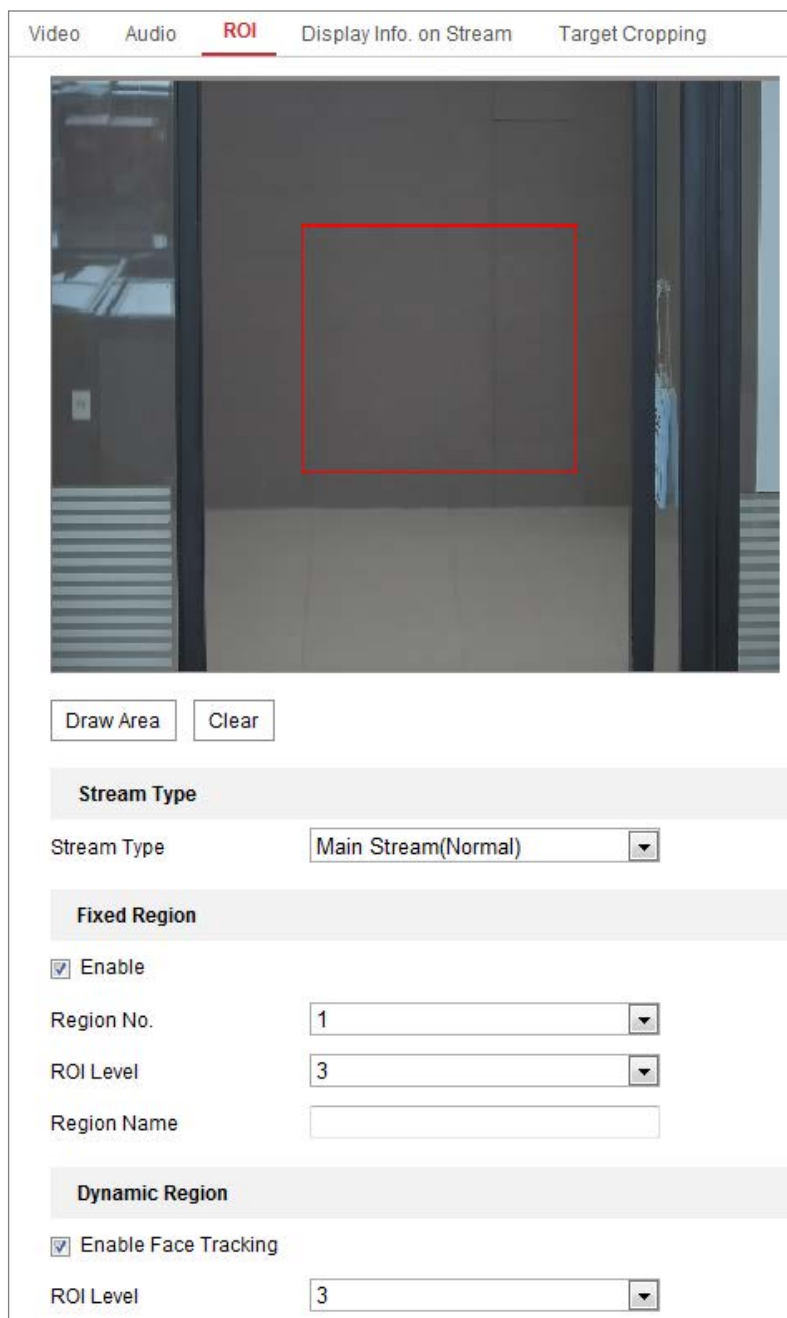 Video Audio ROI Display Info. on Stream Target Cropping
Draw Area Clear
Stream Type
Stream Type Main Stream(Normal)
Fixed Region
Enable
Region No. 1
ROI Level 3
Region Name
Dynamic Region
Enable Face Tracking
ROI Level 3